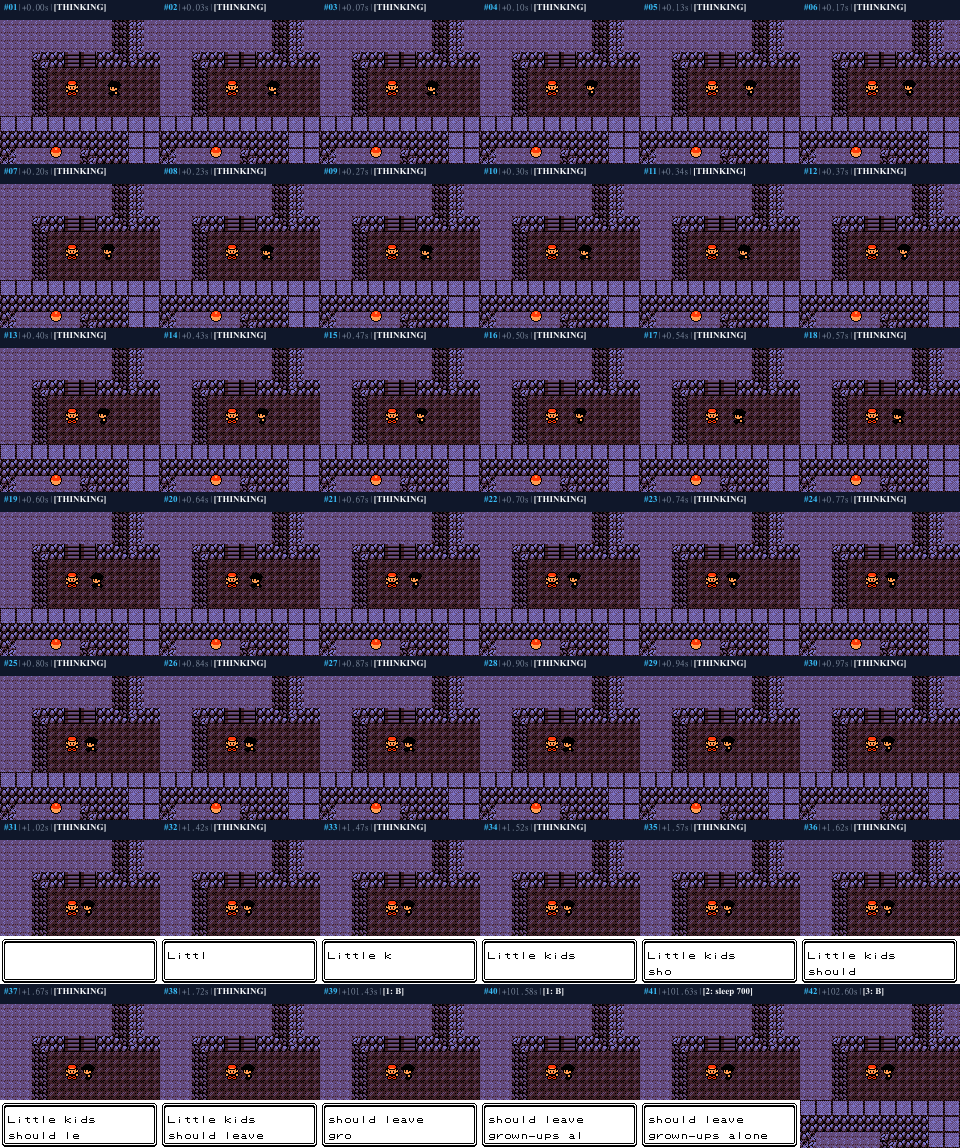 #01|+0.00s|[THINKING]
#02|+0.03s|[THINKING]
#03|+0.07s|[THINKING]
#04|+0.10s|[THINKING]
#05|+0.13s|[THINKING]
#06|+0.17s|[THINKING]
#07|+0.20s|[THINKING]
#08|+0.23s|[THINKING]
#09|+0.27s|[THINKING]
#10|+0.30s|[THINKING]
#11|+0.34s|[THINKING]
#12|+0.37s|[THINKING]
#13|+0.40s|[THINKING]
#14|+0.43s|[THINKING]
#15|+0.47s|[THINKING]
#16|+0.50s|[THINKING]
#17|+0.54s|[THINKING]
#18|+0.57s|[THINKING]
#19|+0.60s|[THINKING]
#20|+0.64s|[THINKING]
#21|+0.67s|[THINKING]
#22|+0.70s|[THINKING]
#23|+0.74s|[THINKING]
#24|+0.77s|[THINKING]
#25|+0.80s|[THINKING]
#26|+0.84s|[THINKING]
#27|+0.87s|[THINKING]
#28|+0.90s|[THINKING]
#29|+0.94s|[THINKING]
#30|+0.97s|[THINKING]
#31|+1.02s|[THINKING]
#32|+1.42s|[THINKING]
Littl
#33|+1.47s|[THINKING]
Little k
#34|+1.52s|[THINKING]
Little kids
#35|+1.57s|[THINKING]
Little kids
sho
#36|+1.62s|[THINKING]
Little kids
should
#37|+1.67s|[THINKING]
Little kids
should le
#38|+1.72s|[THINKING]
Little kids
should leave
#39|+101.43s|[1: B]
should leave
gro
#40|+101.58s|[1: B]
should leave
grown-ups al
#41|+101.63s|[2: sleep 700]
should leave
grown-ups alone
#42|+102.60s|[3: B]